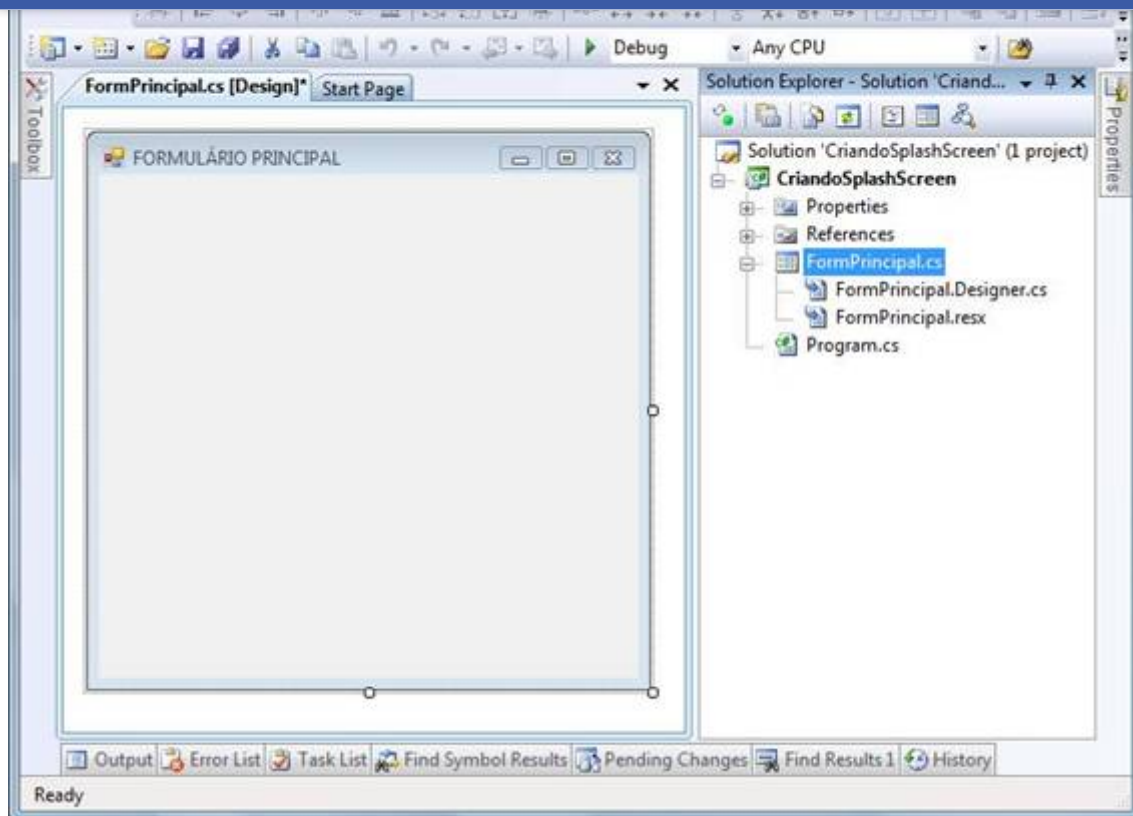 Debug
Any CPU
Toolbox
FormPrincipal.cs [Design]*
Start Page
FORMULÁRIO PRINCIPAL
Solution Explorer - Solution 'Criand...
Solution 'CriandoSplashScreen' (1 project)
CriandoSplashScreen
Properties
References
FormPrincipal.cs
FormPrincipal.Designer.cs
FormPrincipal.resx
Program.cs
Properties
Output
Error List
Task List
Find Symbol Results
Pending Changes
Find Results 1
History
Ready